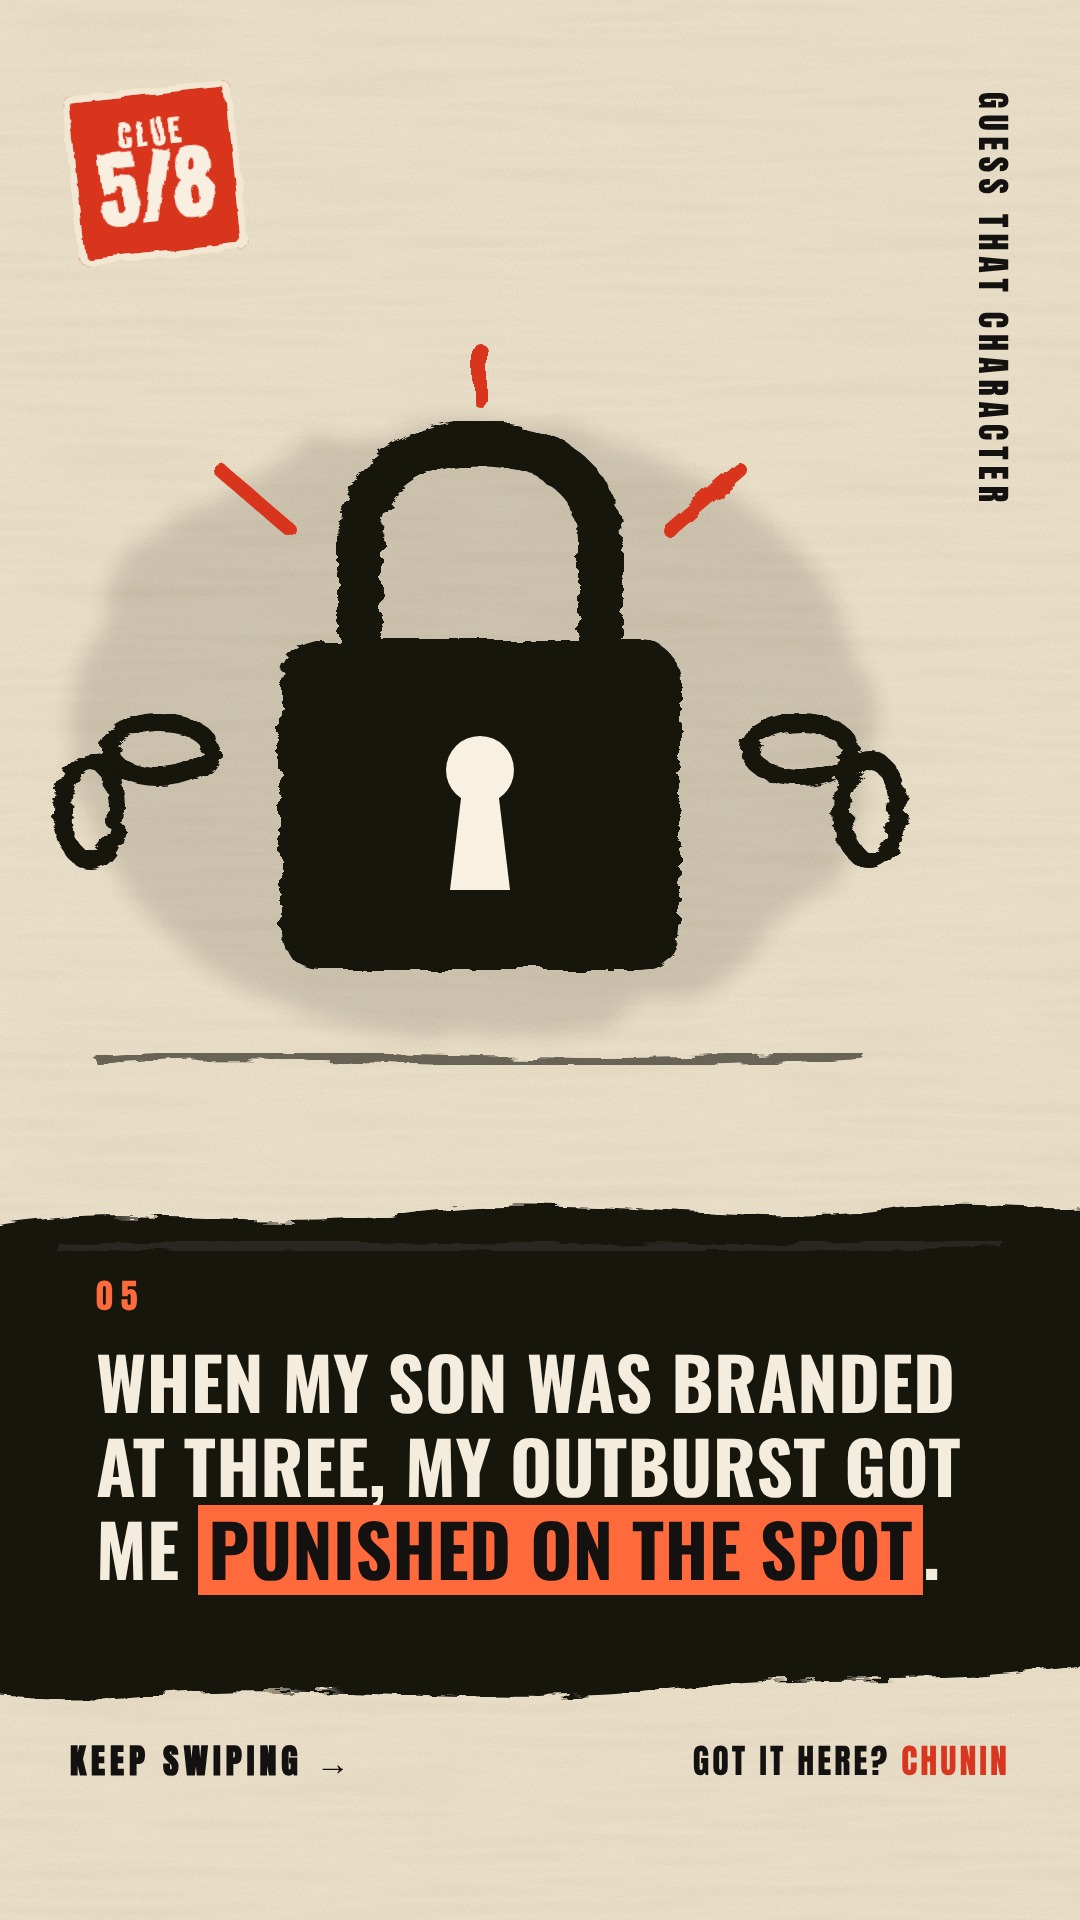 CLUE
5/8
GUESS THAT CHARACTER
05
WHEN MY SON WAS BRANDED
AT THREE, MY OUTBURST GOT
ME PUNISHED ON THE SPOT.
KEEP SWIPING →
GOT IT HERE? CHUNIN